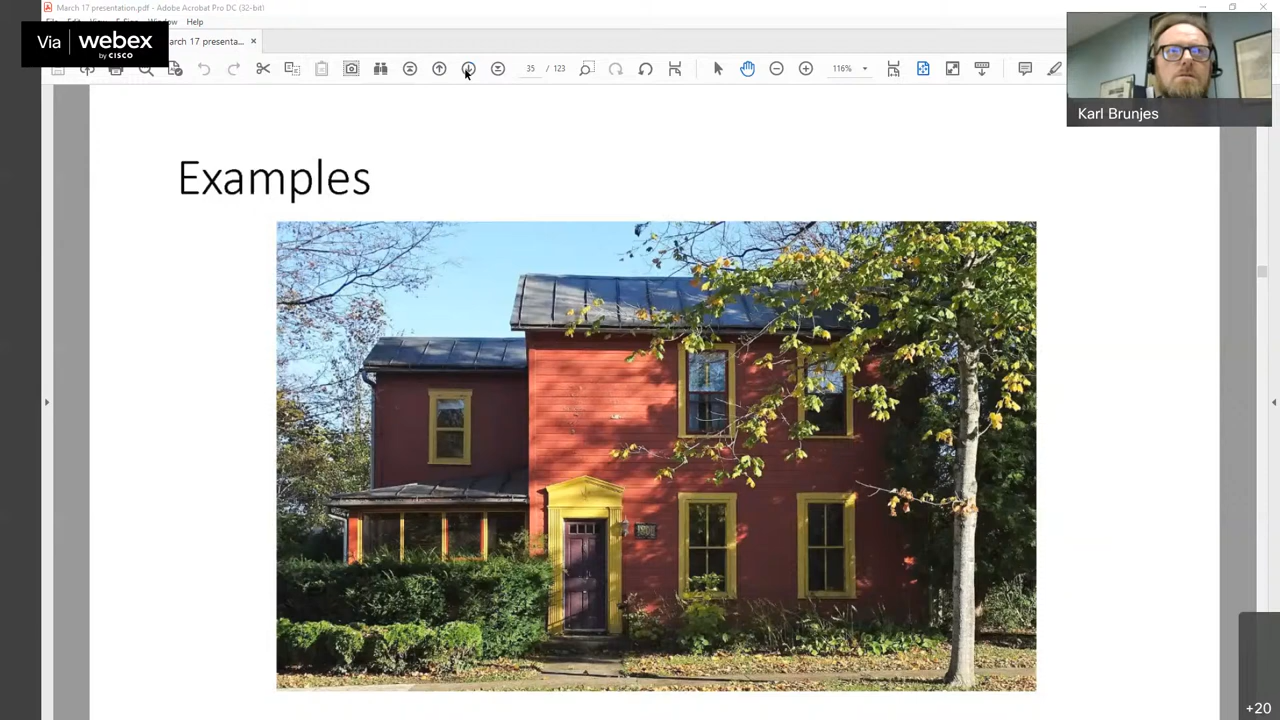 March 17 presentation.pdf - Adobe Acrobat Pro DC (32-bit)
Window Help
Via webex
by CISCO
arch 17 presenta... ×
35 / 123
116%
Karl Brunjes
Examples
+20